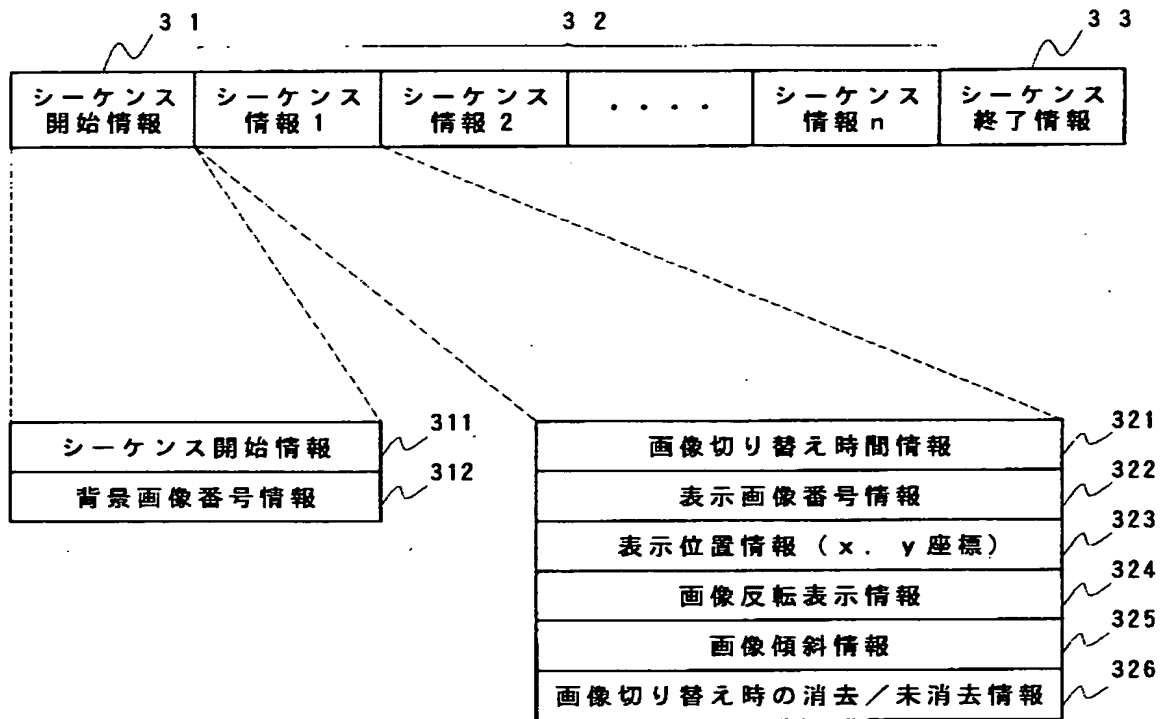 31 32 33
シーケンス開始情報
シーケンス情報1
シーケンス情報2
・・・・
シーケンス情報n
シーケンス終了情報
シーケンス開始情報 311
背景画像番号情報 312
画像切り替え時間情報 321
表示画像番号情報 322
表示位置情報(x.y座標) 323
画像反転表示情報 324
画像傾斜情報 325
画像切り替え時の消去/未消去情報 326